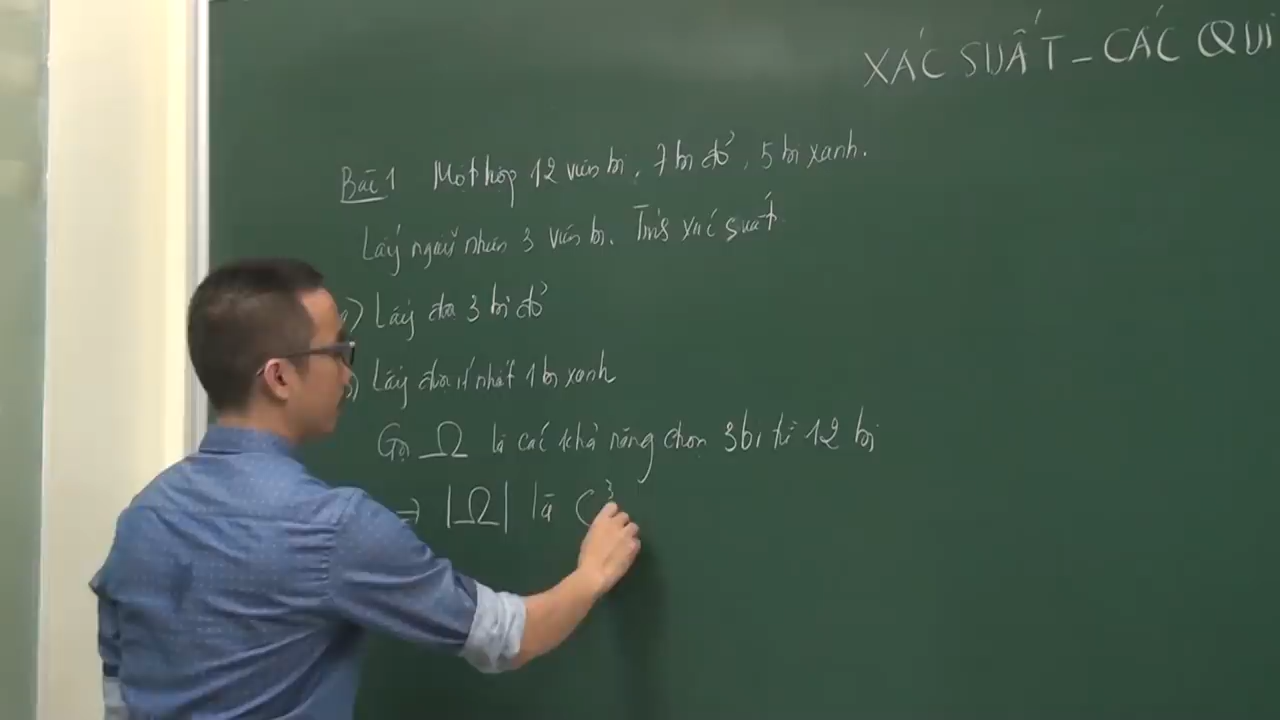 XÁC SUẤT - CÁC QUI
Bài 1 Một hộp 12 viên bi, 7 bi đỏ, 5 bi xanh.
Lấy ngẫu nhiên 3 viên bi. Tính xác suất
a) Lấy được 3 bi đỏ
b) Lấy được ít nhất 1 bi xanh
Gọi Ω là các khả năng chọn 3 bi từ 12 bi
⇒ |Ω| là C³